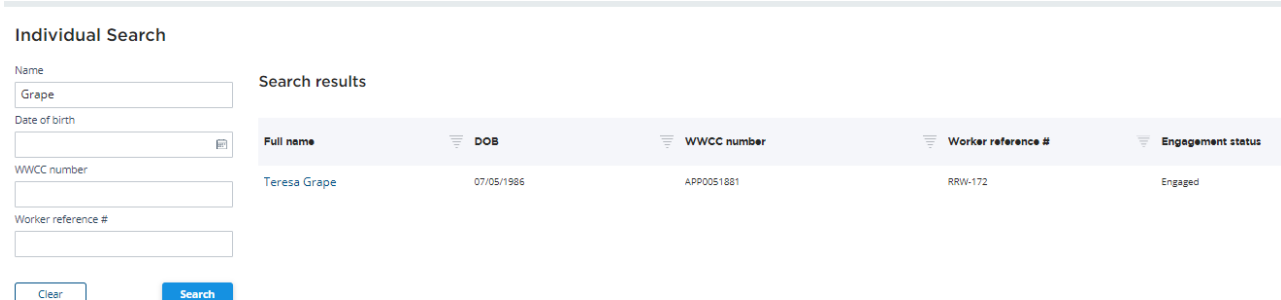 Individual Search
Name
Grape
Date of birth
WWCC number
Worker reference #
Clear
Search
Search results
Full name DOB WWCC number Worker reference # Engagement status
Teresa Grape 07/05/1986 APP0051881 RRW-172 Engaged